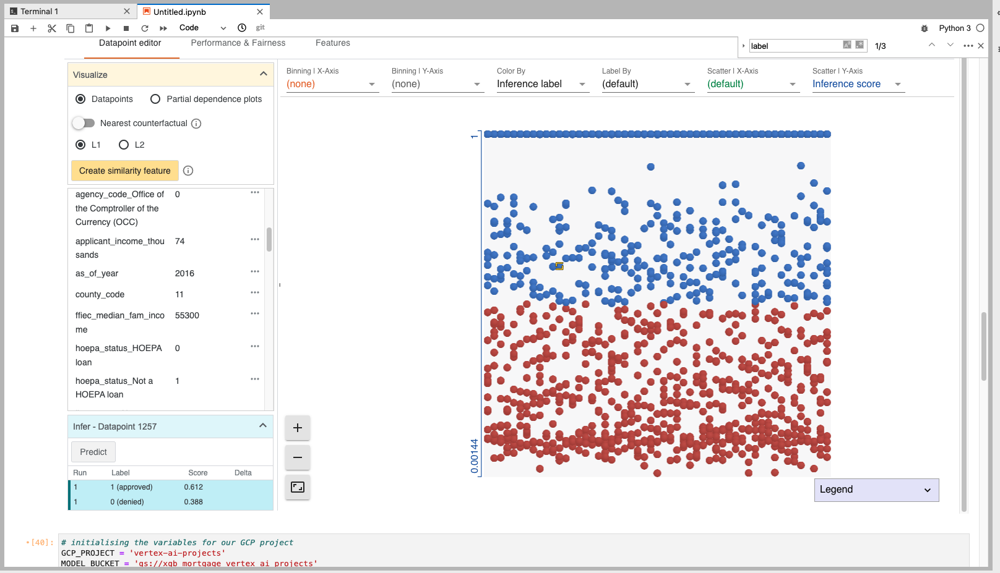 Terminal 1
Untitled.ipynb
Code
git
Python 3
Datapoint editor
Performance & Fairness
Features
label
1/3
Visualize
Datapoints
Partial dependence plots
Nearest counterfactual
L1
L2
Create similarity feature
Binning | X-Axis
(none)
Binning | Y-Axis
(none)
Color By
Inference label
Label By
(default)
Scatter | X-Axis
(default)
Scatter | Y-Axis
Inference score
agency_code_Office of
the Comptroller of the
Currency (OCC)
0
applicant_income_thou
sands
74
as_of_year
2016
county_code
11
ffiec_median_fam_inco
me
55300
hoepa_status_HOEPA
loan
0
hoepa_status_Not a
HOEPA loan
1
Infer - Datapoint 1257
Predict
Run Label Score Delta
1 1 (approved) 0.612
1 0 (denied) 0.388
1
0.00144
Legend
[40]:
# initialising the variables for our GCP project
GCP_PROJECT = 'vertex-ai-projects'
MODEL_BUCKET = 'gs://xgb_mortgage_vertex_ai_projects'